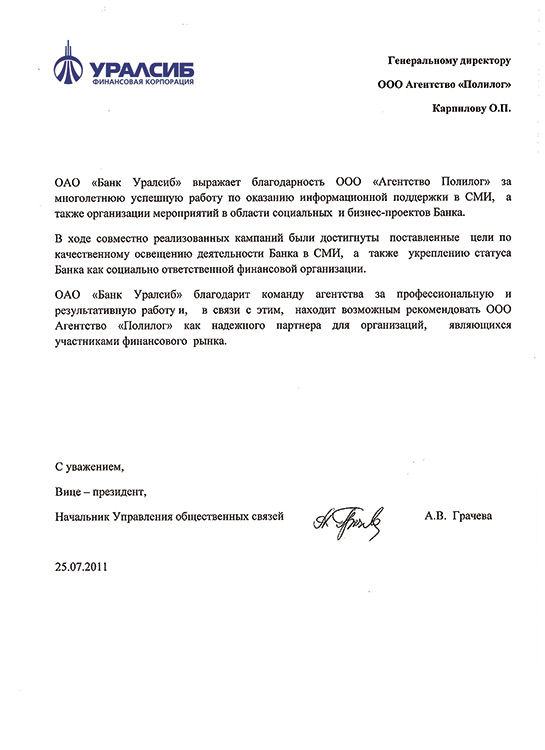 УРАЛСИБ
ФИНАНСОВАЯ КОРПОРАЦИЯ
Генеральному директору
ООО Агентство «Полилог»
Карпилову О.П.
ОАО «Банк Уралсиб» выражает благодарность ООО «Агентство Полилог» за
многолетнюю успешную работу по оказанию информационной поддержки в СМИ, а
также организации мероприятий в области социальных и бизнес-проектов Банка.
В ходе совместно реализованных кампаний были достигнуты поставленные цели по
качественному освещению деятельности Банка в СМИ, а также укреплению статуса
Банка как социально ответственной финансовой организации.
ОАО «Банк Уралсиб» благодарит команду агентства за профессиональную и
результативную работу и, в связи с этим, находит возможным рекомендовать ООО
Агентство «Полилог» как надежного партнера для организаций, являющихся
участниками финансового рынка.
С уважением,
Вице – президент,
Начальник Управления общественных связей
А.В. Грачева
25.07.2011